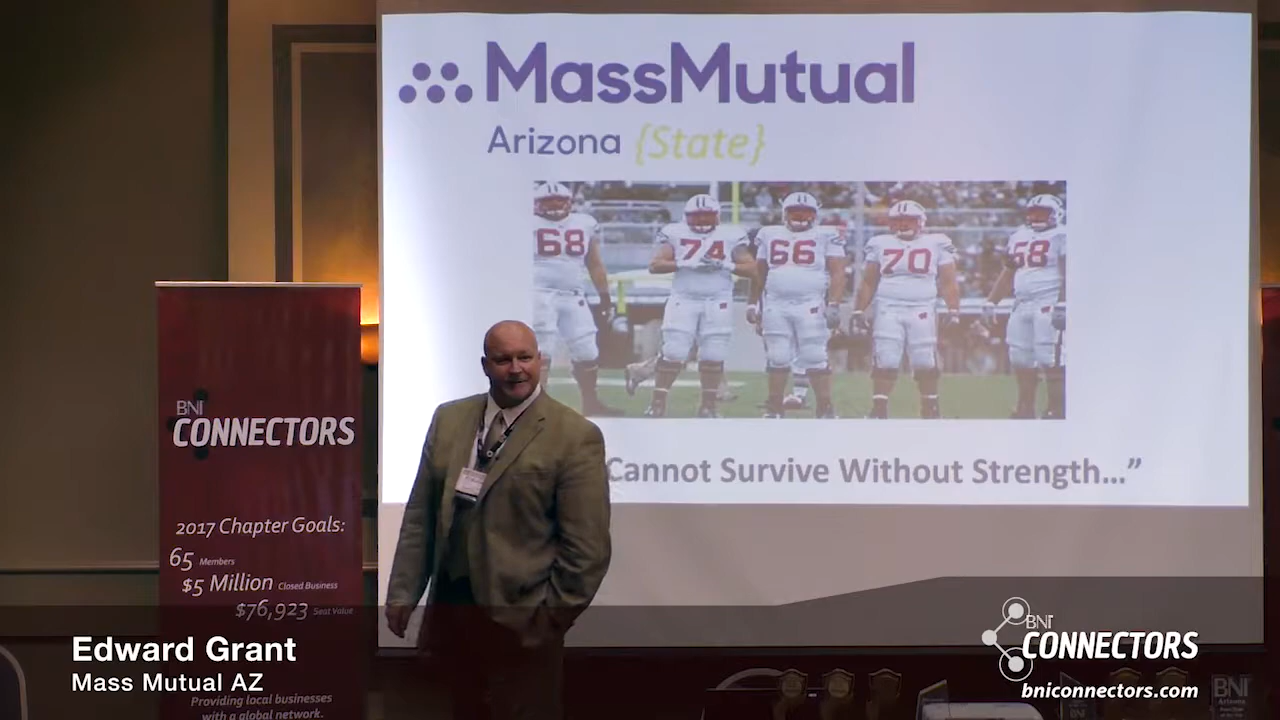 MassMutual
Arizona {State}
68
74
66
70
58
Cannot Survive Without Strength...”
BNI
CONNECTORS
2017 Chapter Goals:
65 Members
$5 Million Closed Business
$76,923 Seat Value
Providing local businesses
with a global network.
Edward Grant
Mass Mutual AZ
BNI
CONNECTORS
bniconnectors.com
BNI
Arizona